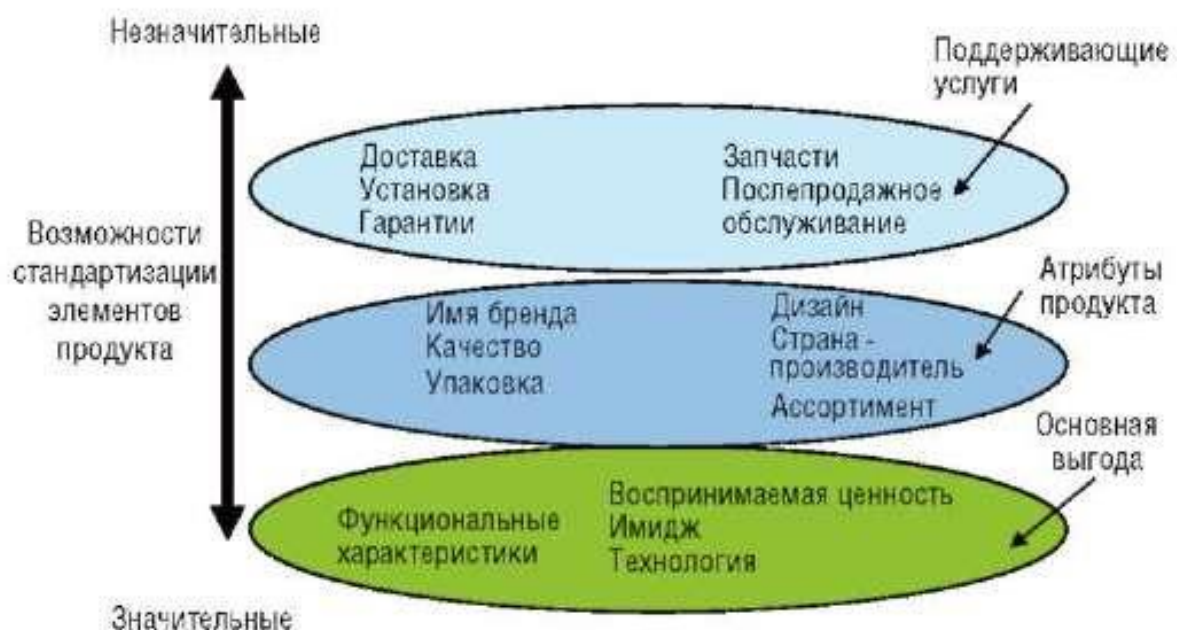 Незначительные
Поддерживающие
услуги
Доставка
Установка
Гарантии
Запчасти
Послепродажное
обслуживание
Возможности
стандартизации
элементов
продукта
Атрибуты
продукта
Имя бренда
Качество
Упаковка
Дизайн
Страна -
производитель
Ассортимент
Основная
выгода
Функциональные
характеристики
Воспринимаемая ценность
Имидж
Технология
Значительные